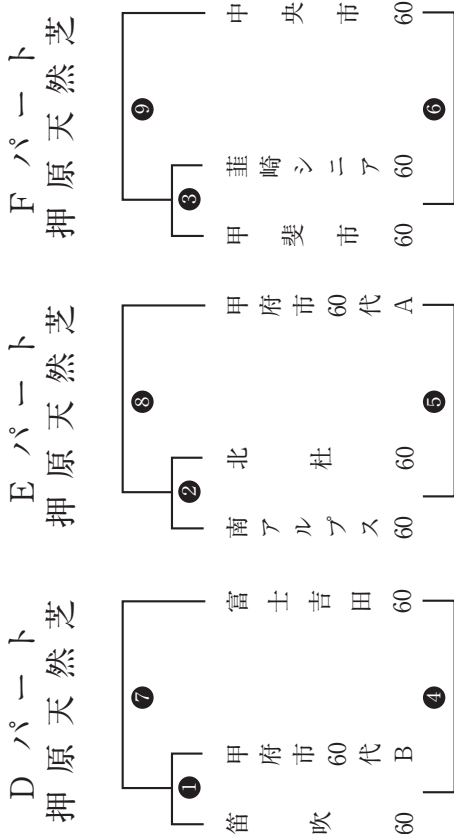 Dパート
押原天然芝
❼
❶
笛吹60
甲府市60代B
富士吉田60
❹
Eパート
押原天然芝
❽
❷
南アルプス60
北杜60
甲府市60代A
❺
Fパート
押原天然芝
❾
❸
甲斐市60
韮崎シニア60
中央市60
❻